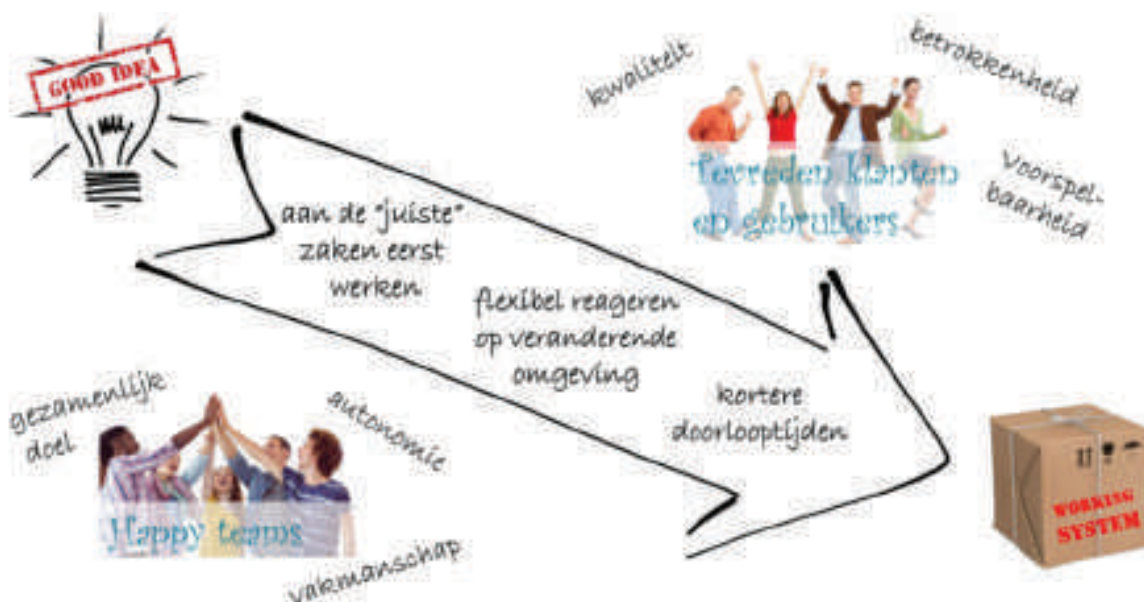 GOOD IDEA
kwaliteit
betrokkenheid
Tevreden klanten
en gebruikers
Voorspel-
baarheid
aan de "juiste"
zaken eerst
werken
flexibel reageren
op veranderende
omgeving
kortere
doorlooptijden
gezamenlijk
doel
autonomie
Happy teams
vakmanschap
WORKING
SYSTEM